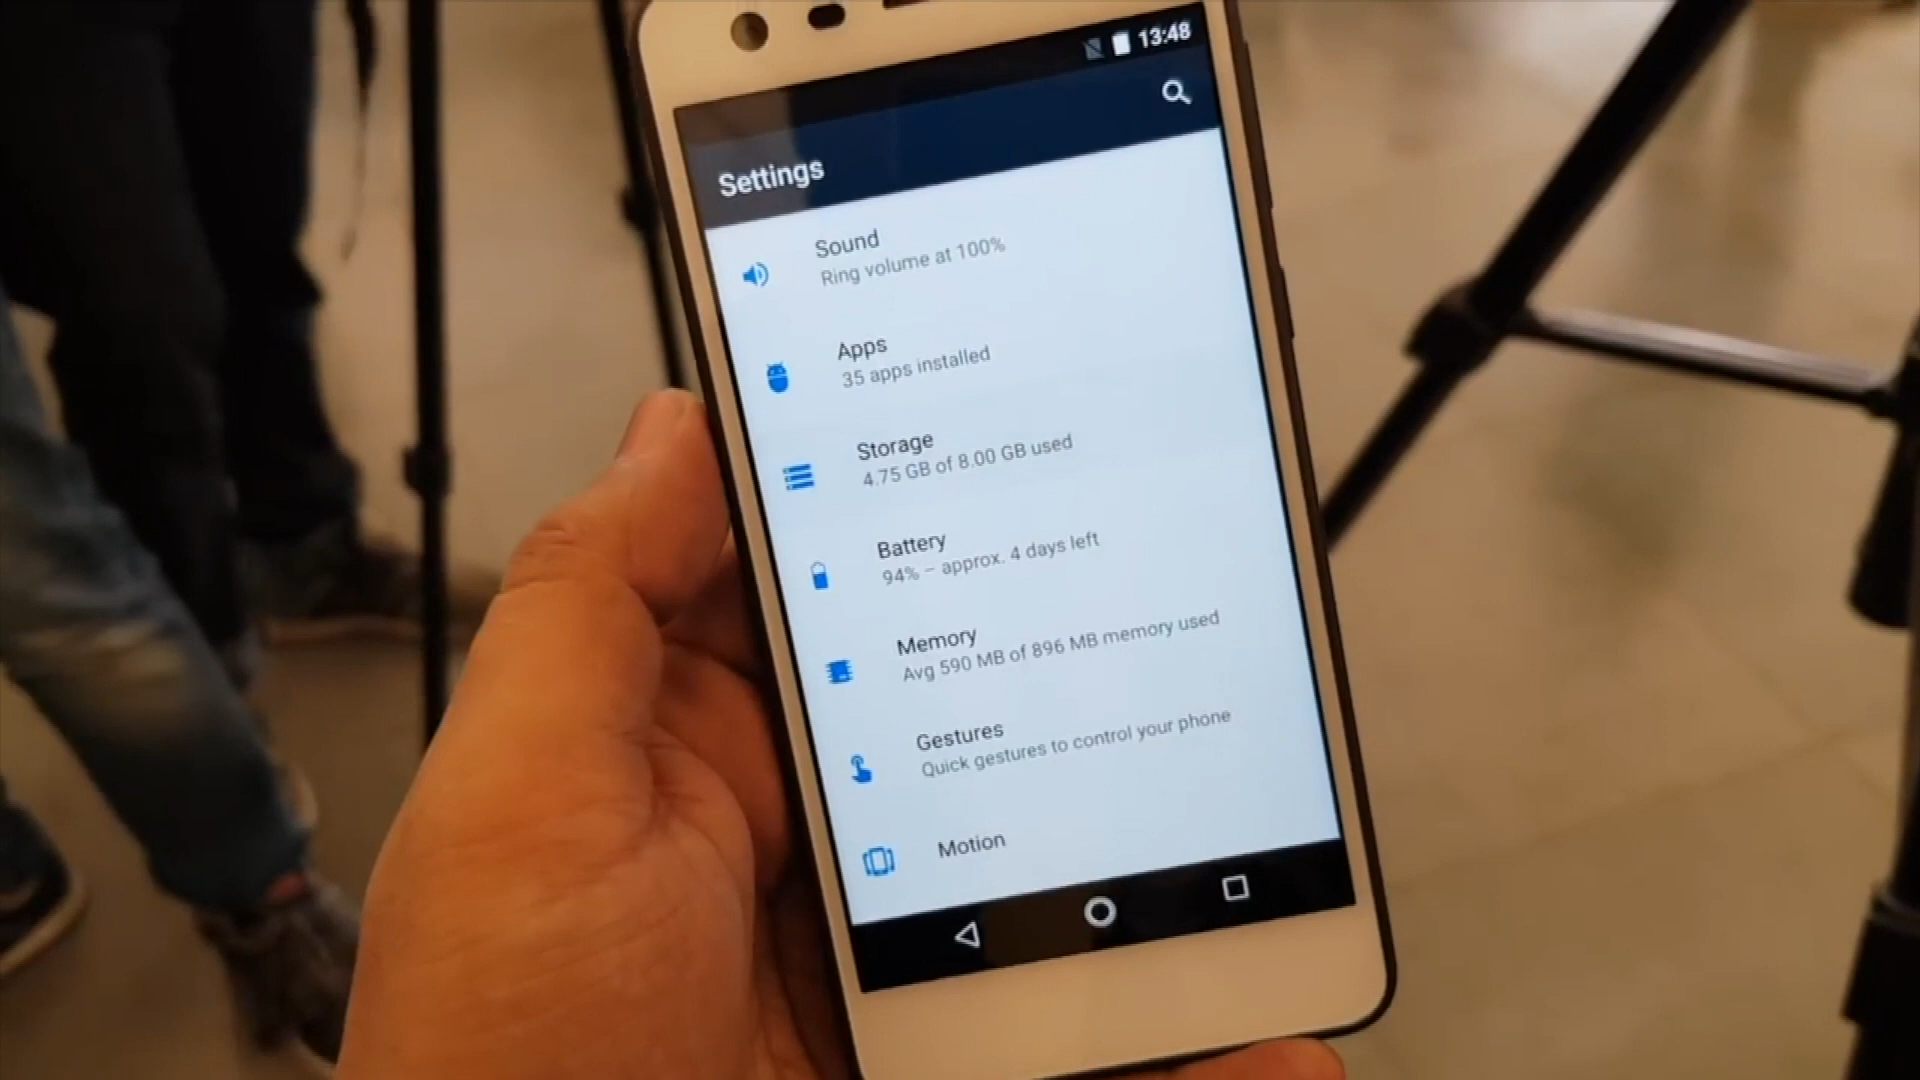 13:48
Settings
Sound
Ring volume at 100%
Apps
35 apps installed
Storage
4.75 GB of 8.00 GB used
Battery
94% – approx. 4 days left
Memory
Avg 590 MB of 896 MB memory used
Gestures
Quick gestures to control your phone
Motion